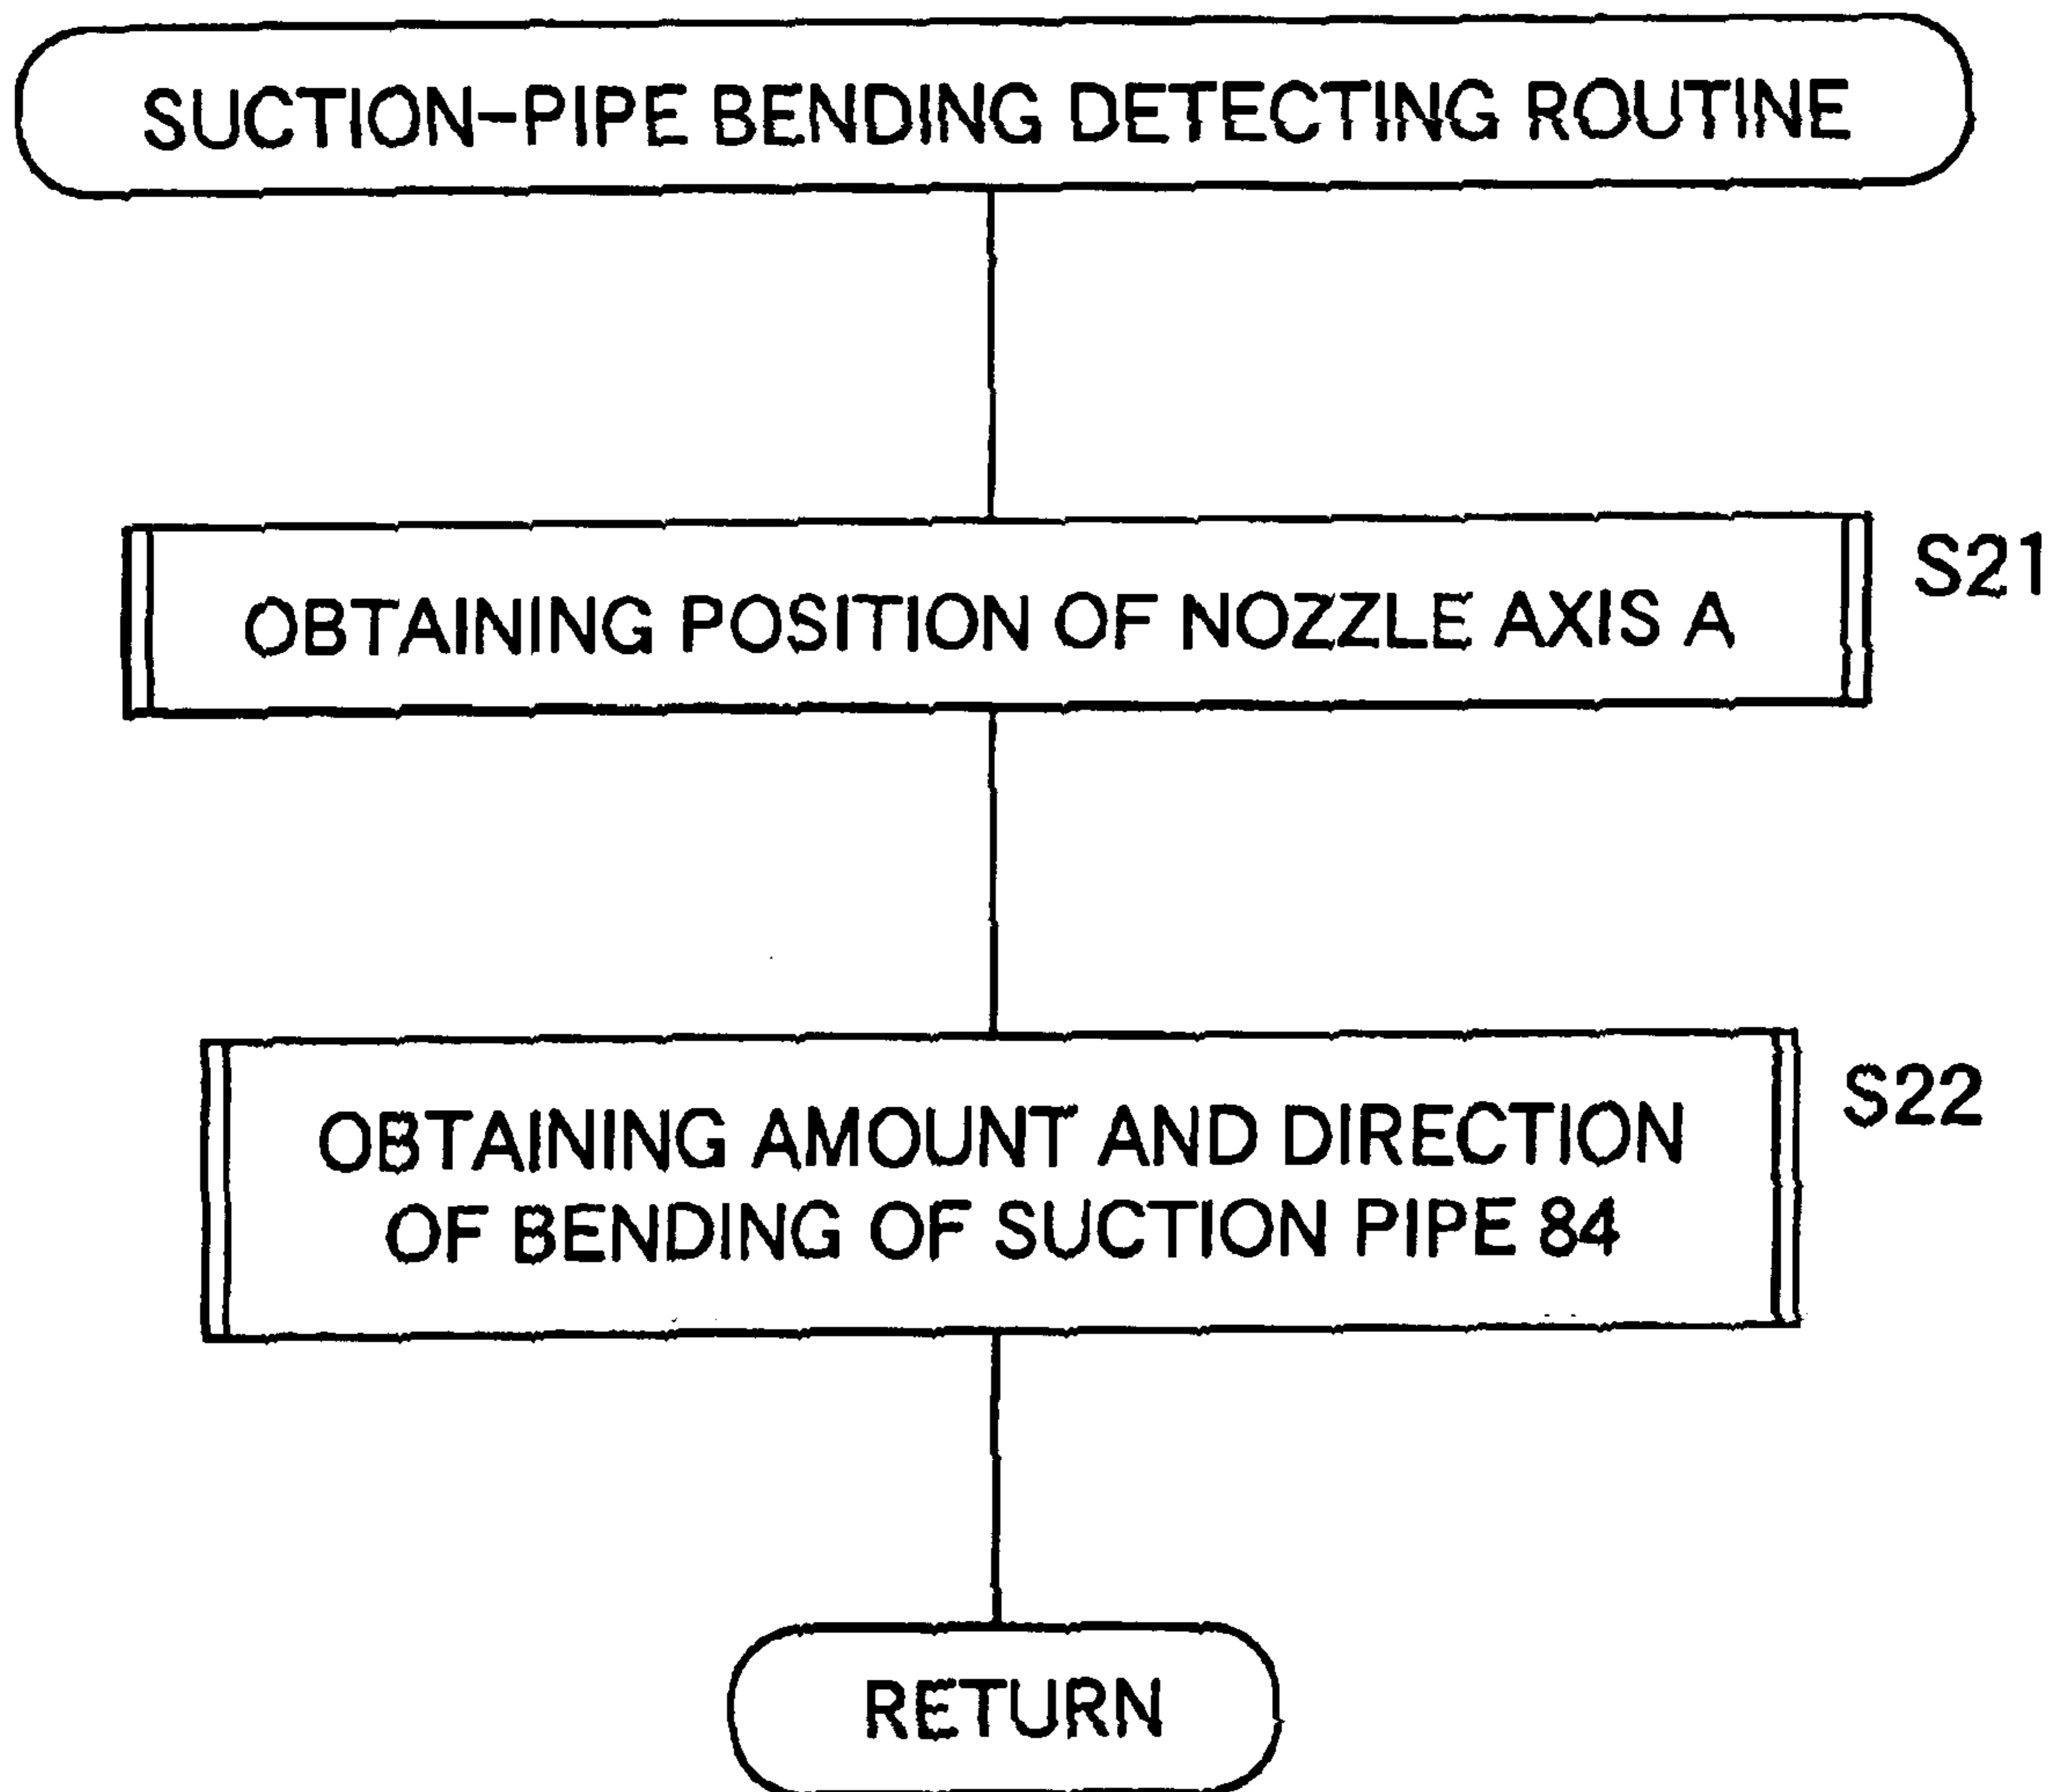 SUCTION-PIPE BENDING DETECTING ROUTINE
OBTAINING POSITION OF NOZZLE AXIS A
S21
OBTAINING AMOUNT AND DIRECTION
OF BENDING OF SUCTION PIPE 84
S22
RETURN